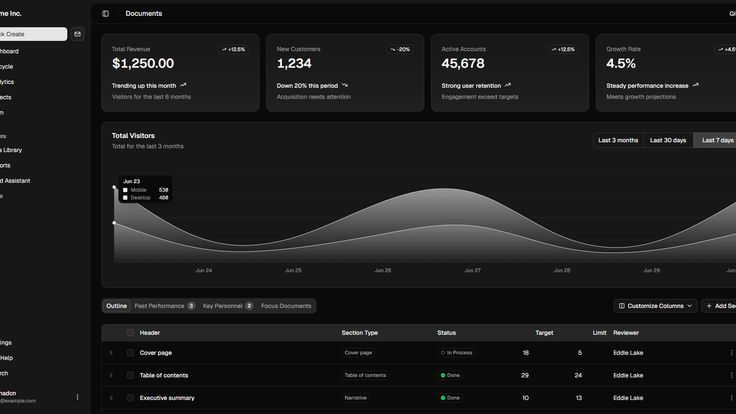 me Inc.
ck Create
hboard
cycle
lytics
ects
m
nts
a Library
orts
d Assistant
e
ings
Help
rch
hadon
@example.com
Documents
Gi
Total Revenue
+12.5%
$1,250.00
Trending up this month
Visitors for the last 6 months
New Customers
-20%
1,234
Down 20% this period
Acquisition needs attention
Active Accounts
+12.5%
45,678
Strong user retention
Engagement exceed targets
Growth Rate
+4.5%
4.5%
Steady performance increase
Meets growth projections
Total Visitors
Total for the last 3 months
Last 3 months
Last 30 days
Last 7 days
Jun 23
Mobile 530
Desktop 480
Jun 24
Jun 25
Jun 26
Jun 27
Jun 28
Jun 29
Jun
Outline
Past Performance 3
Key Personnel 2
Focus Documents
Customize Columns
+ Add Sec
Header Section Type Status Target Limit Reviewer
Cover page Cover page In Process 18 5 Eddie Lake
Table of contents Table of contents Done 29 24 Eddie Lake
Executive summary Narrative Done 10 13 Eddie Lake